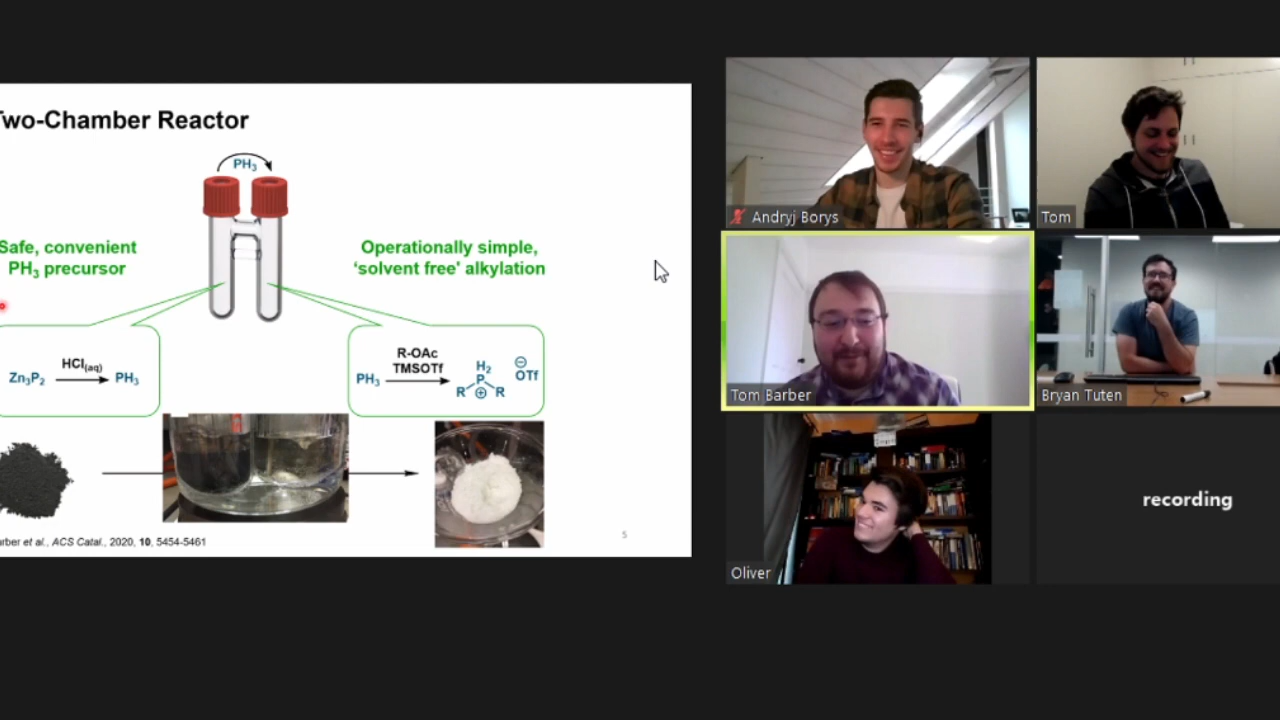 Two-Chamber Reactor
PH₃
Safe, convenient
PH₃ precursor
Operationally simple,
‘solvent free’ alkylation
Zn₃P₂
HCl(aq)
PH₃
PH₃
R-OAc
TMSOTf
H₂
P
R
⊕
R
⊖
OTf
rber et al., ACS Catal., 2020, 10, 5454-5461
5
Andryj Borys
Tom
Tom Barber
Bryan Tuten
Oliver
recording